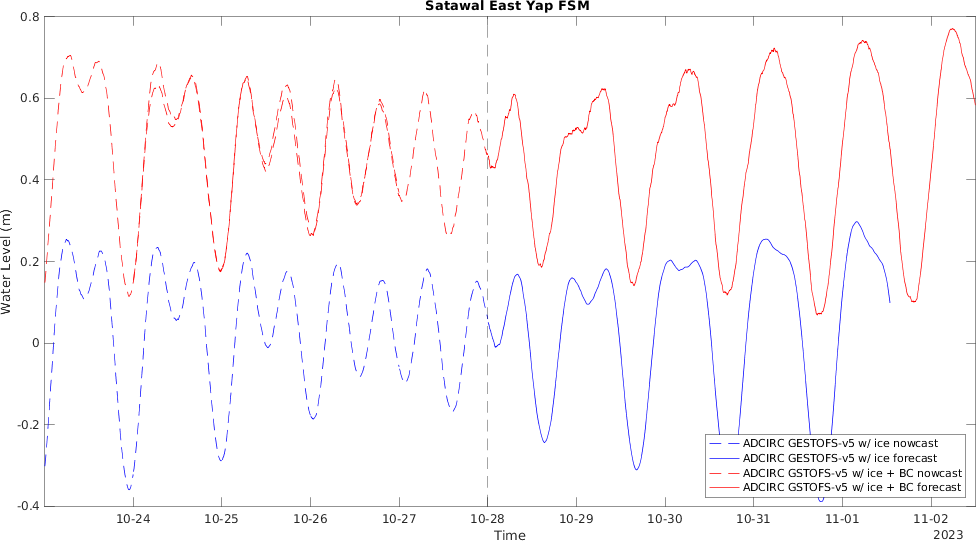 Satawal East Yap FSM
0.8
0.6
0.4
0.2
0
-0.2
-0.4
Water Level (m)
ADCIRC GESTOFS-v5 w/ ice nowcast
ADCIRC GESTOFS-v5 w/ ice forecast
ADCIRC GSTOFS-v5 w/ ice + BC nowcast
ADCIRC GSTOFS-v5 w/ ice + BC forecast
10-24 10-25 10-26 10-27 10-28 10-29 10-30 10-31 11-01 11-02
Time
2023